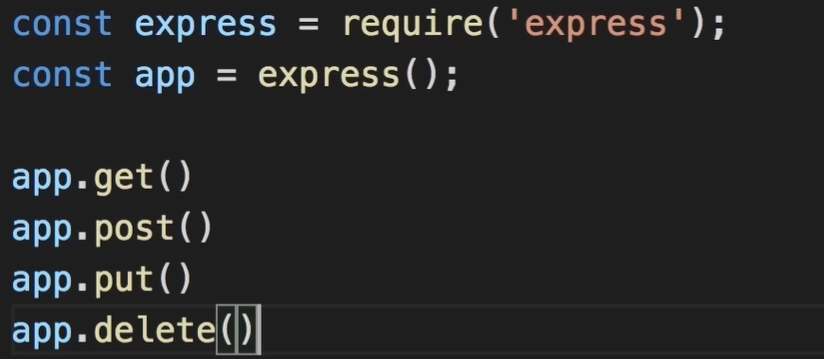 const express = require('express');
const app = express();
app.get()
app.post()
app.put()
app.delete()